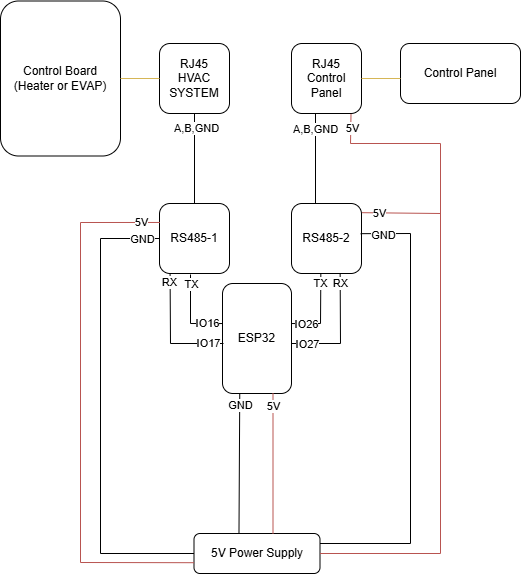 Control Board
(Heater or EVAP)
RJ45
HVAC
SYSTEM
RJ45
Control
Panel
Control Panel
A,B,GND
A,B,GND
5V
5V
GND
RS485-1
RS485-2
5V
GND
RX
TX
TX
RX
IO16
IO17
ESP32
IO26
IO27
GND
5V
5V Power Supply